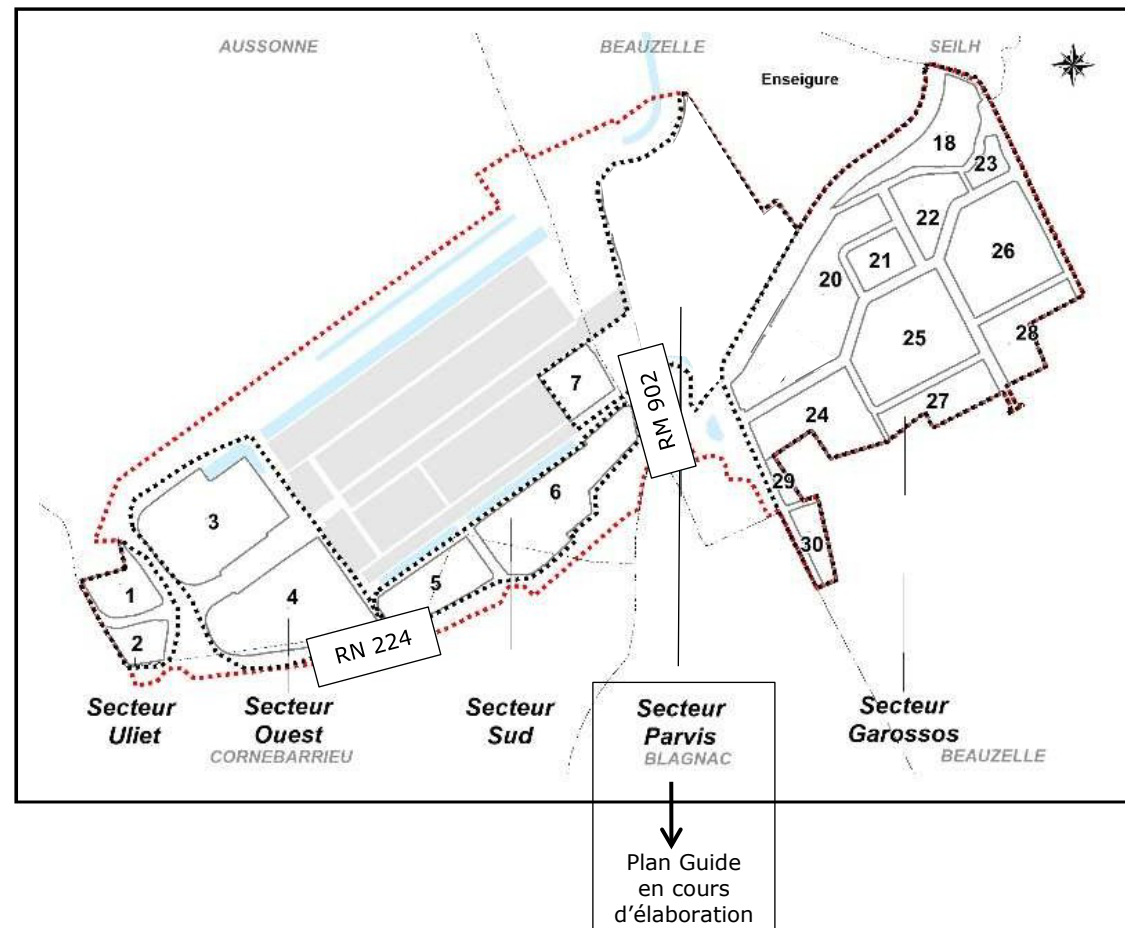 AUSSONNE
BEAUZELLE
SEILH
Enseigure
18
23
22
26
20
21
25
28
7
RM 902
24
27
6
29
3
30
5
1
4
2
RN 224
Secteur
Uliet
Secteur
Ouest
CORNEBARRIEU
Secteur
Sud
Secteur
Parvis
BLAGNAC
Secteur
Garossos
BEAUZELLE
Plan Guide
en cours
d'élaboration